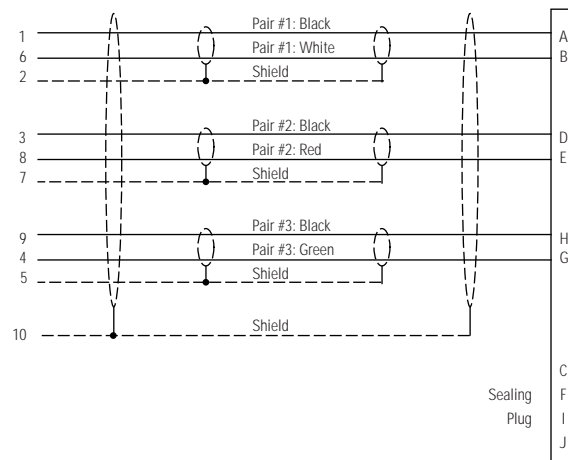 Pair #1: Black
1 A
Pair #1: White
6 B
Shield
2
Pair #2: Black
3 D
Pair #2: Red
8 E
Shield
7
Pair #3: Black
9 H
Pair #3: Green
4 G
Shield
5
Shield
10
C
Sealing F
Plug I
J